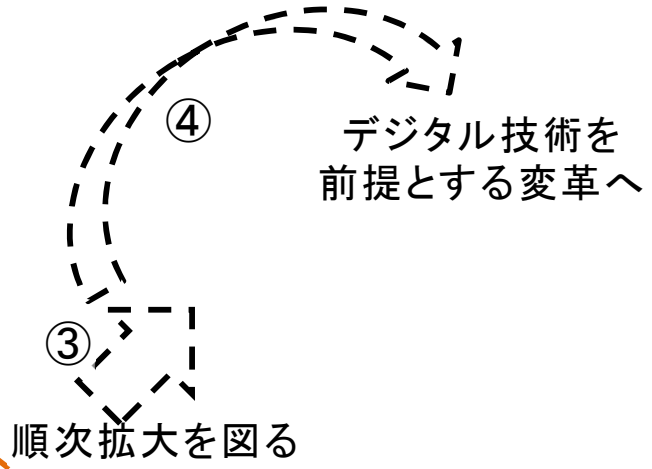 ④
デジタル技術を
前提とする変革へ
③
順次拡大を図る